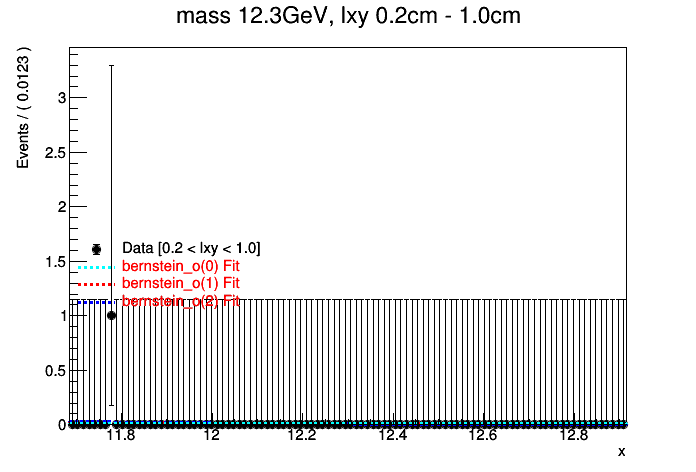 mass 12.3GeV, lxy 0.2cm - 1.0cm
Events / ( 0.0123 )
3
2.5
2
1.5
1
0.5
0
Data [0.2 < lxy < 1.0]
bernstein_o(0) Fit
bernstein_o(1) Fit
bernstein_o(2) Fit
11.8 12 12.2 12.4 12.6 12.8
x